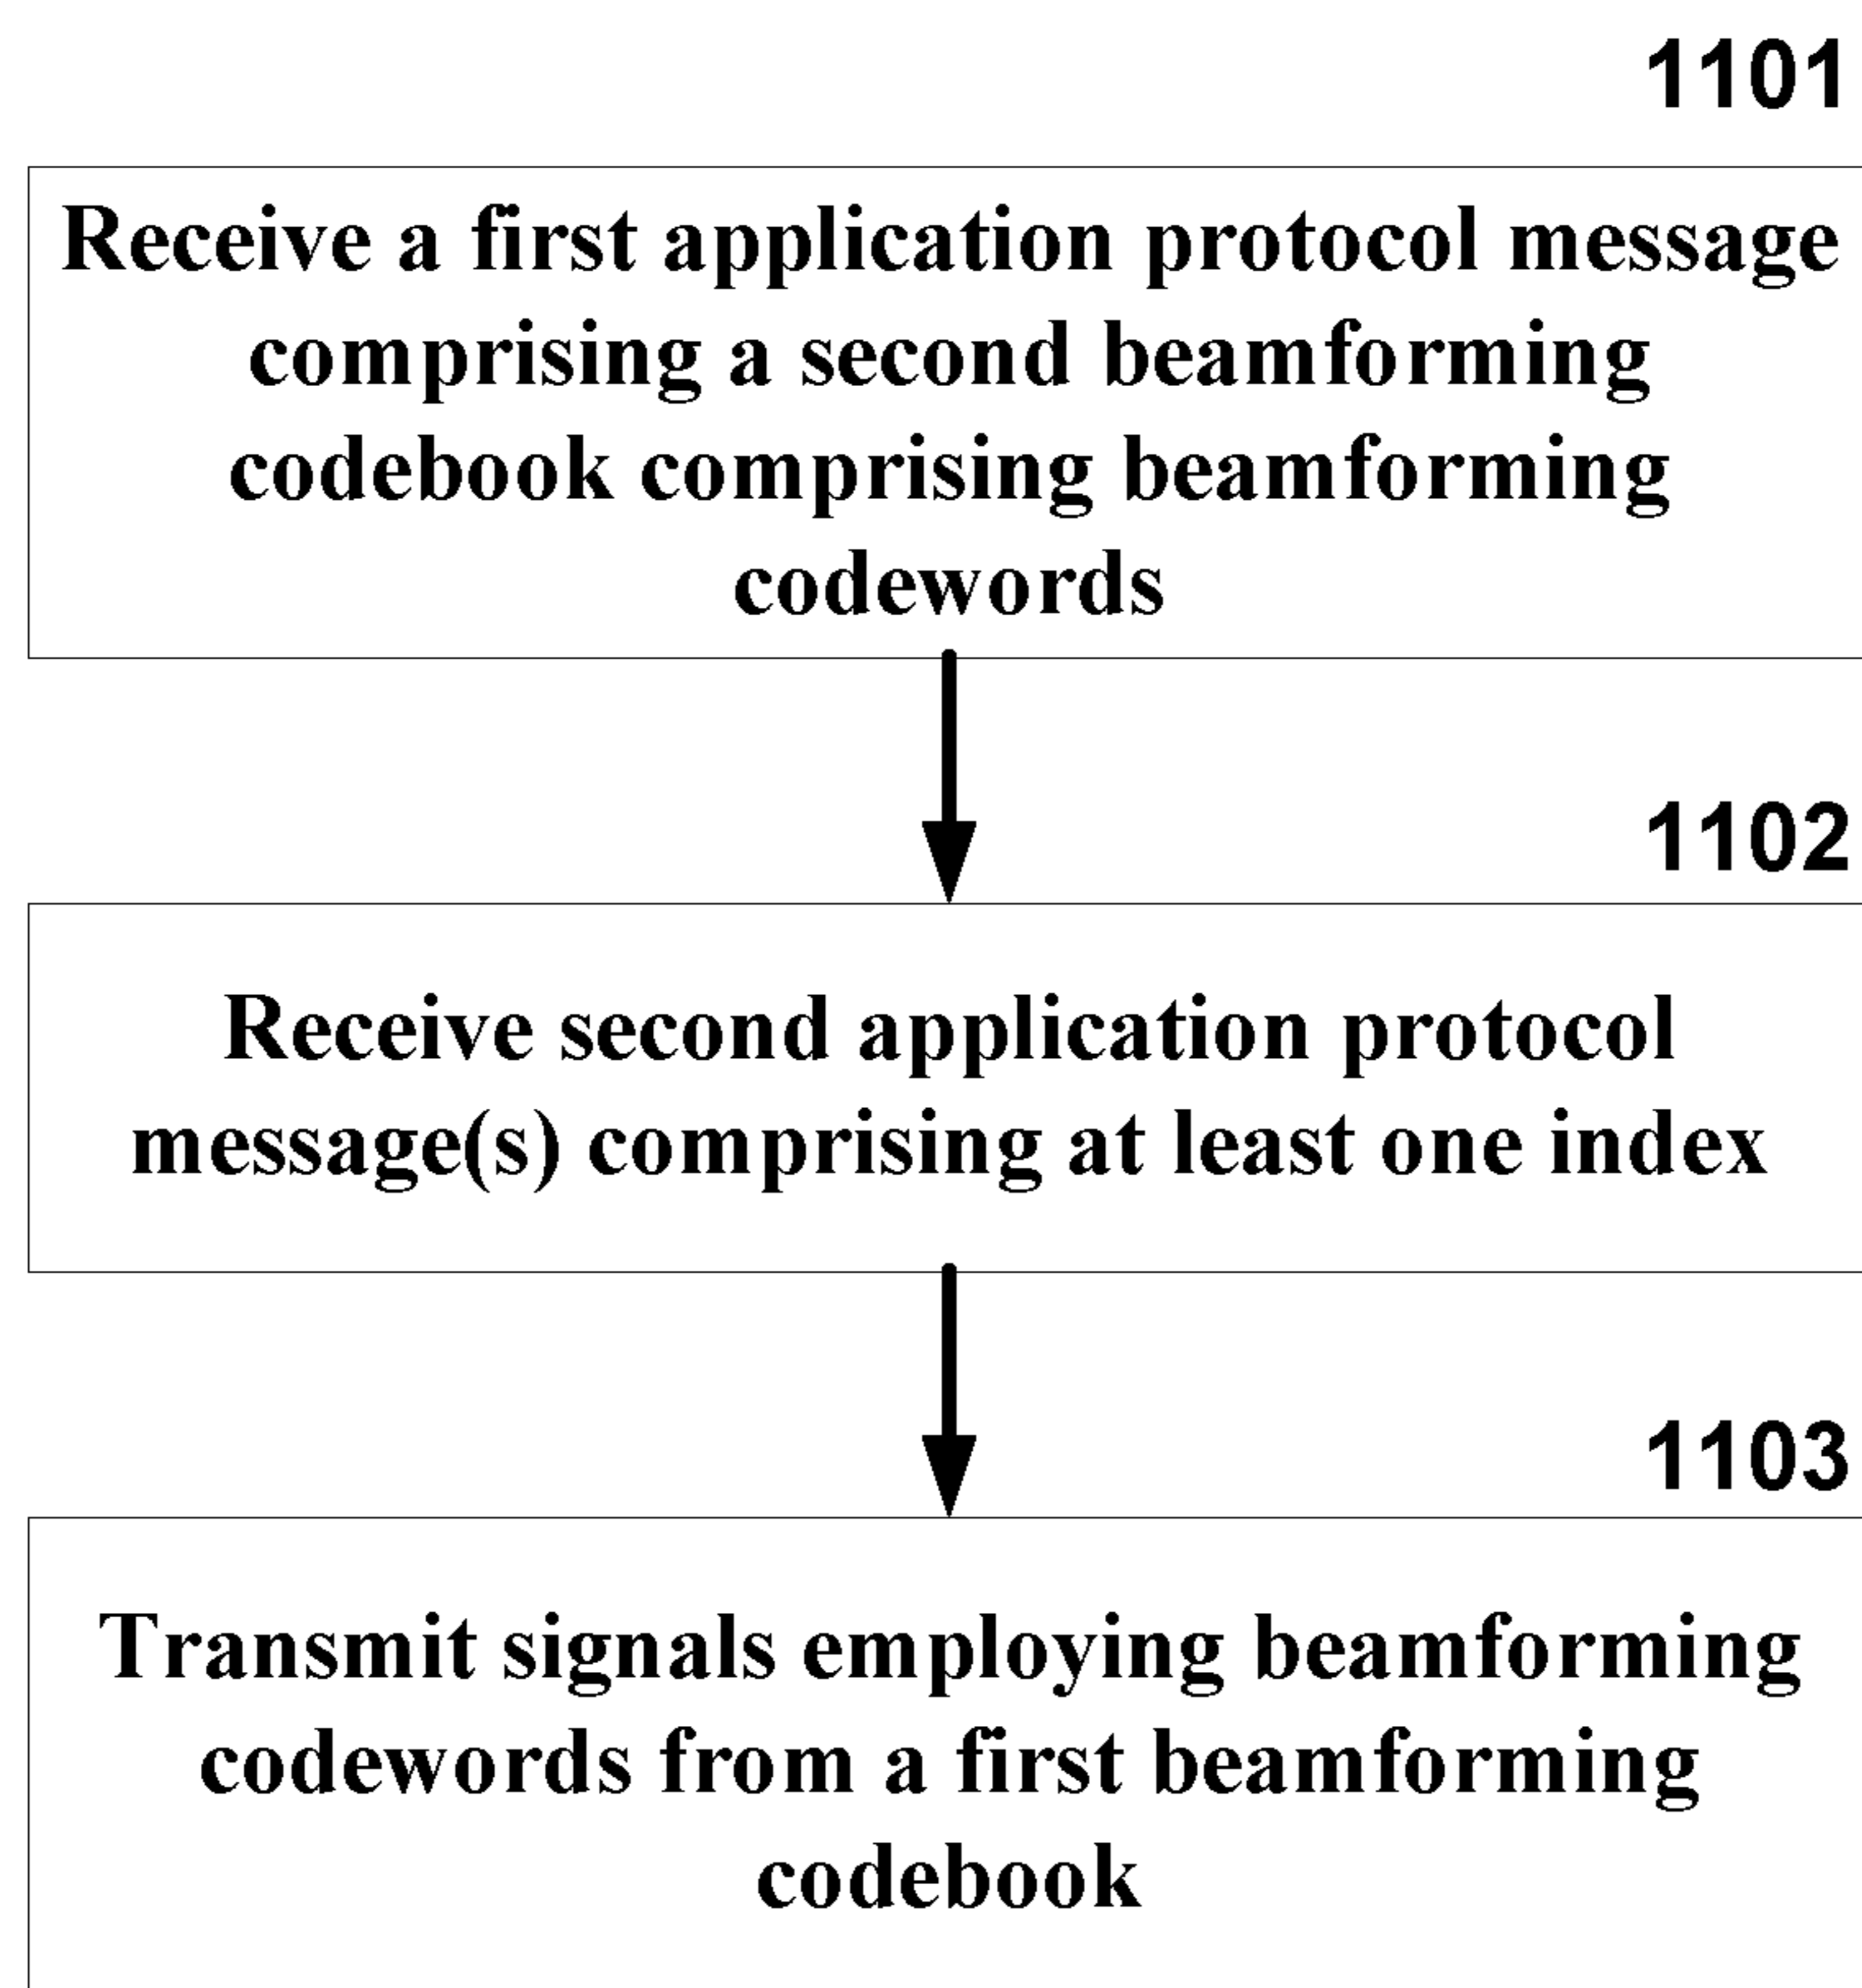 1101
Receive a first application protocol message
comprising a second beamforming
codebook comprising beamforming
codewords
1102
Receive second application protocol
message(s) comprising at least one index
1103
Transmit signals employing beamforming
codewords from a first beamforming
codebook